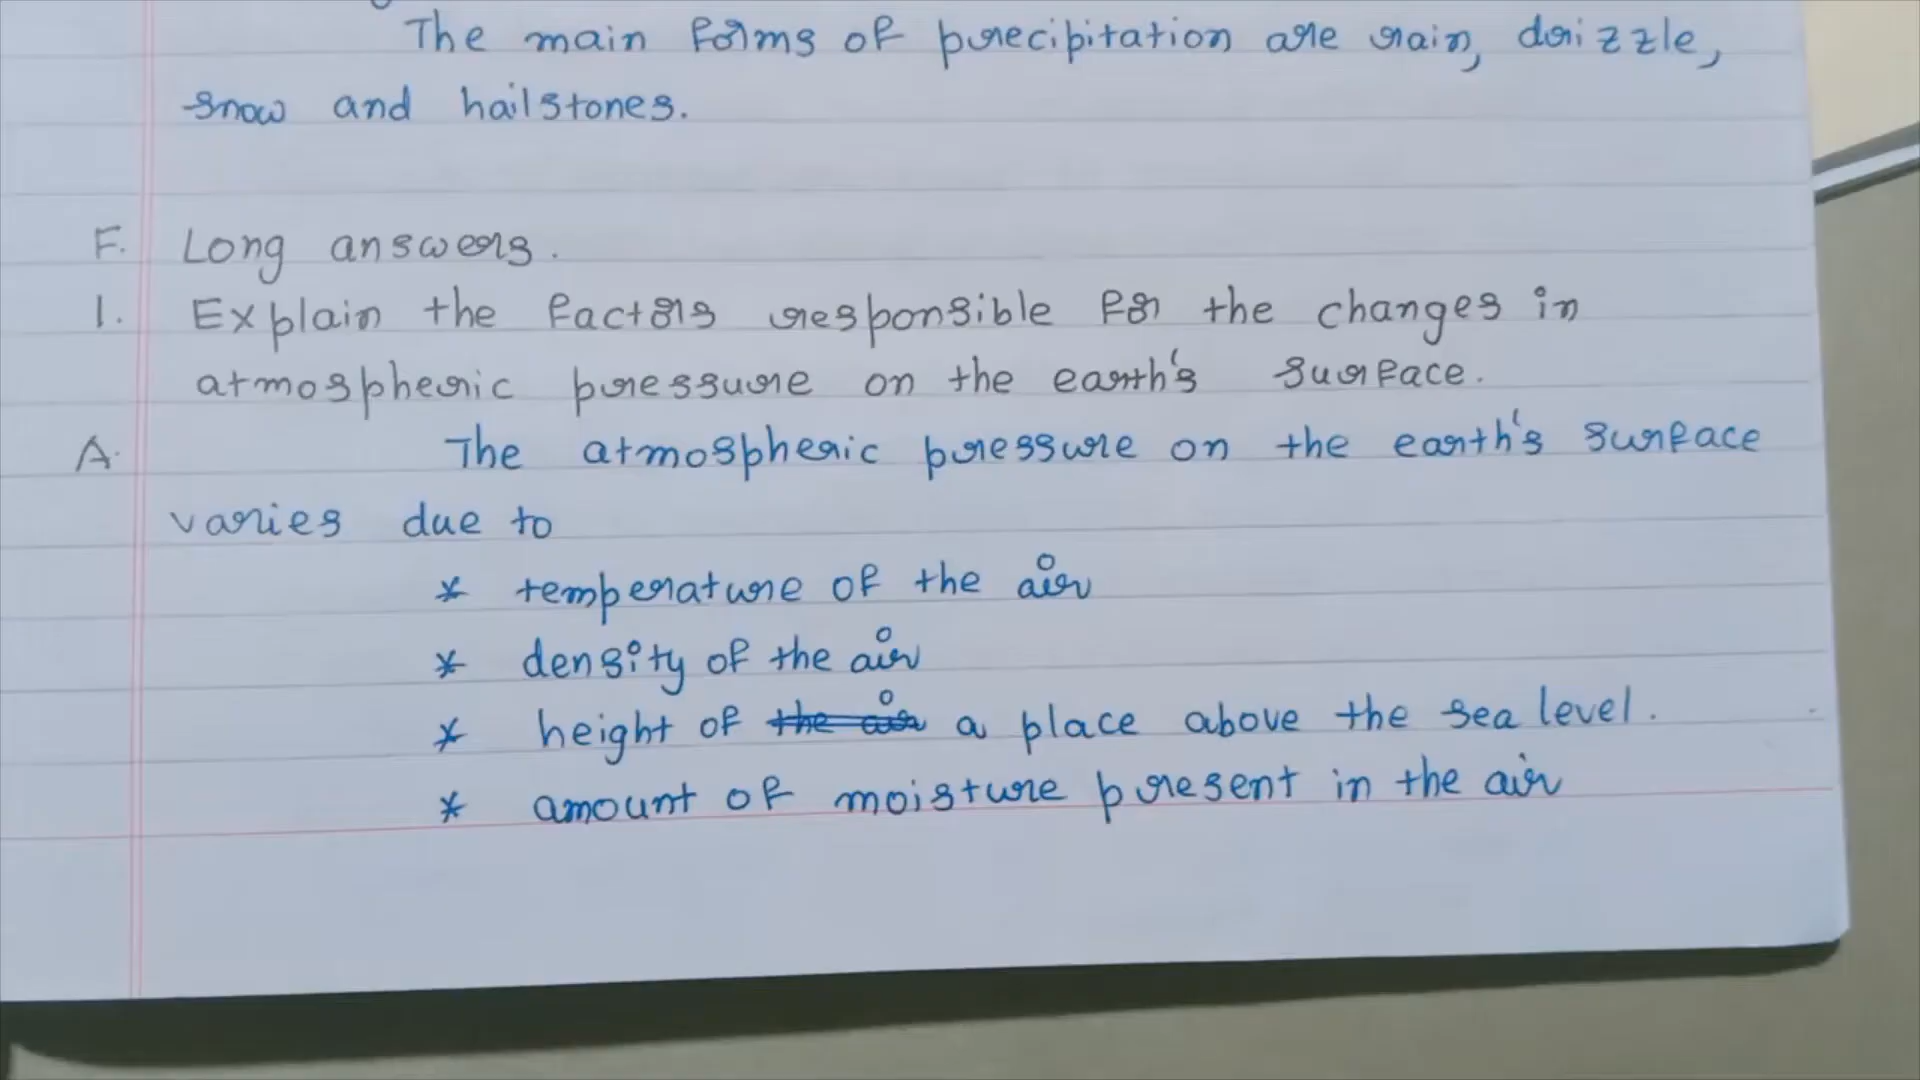 The main forms of precipitation are rain, drizzle,
snow and hailstones.
F. Long answers.
1. Explain the factors responsible for the changes in
atmospheric pressure on the earth's surface.
A. The atmospheric pressure on the earth's surface
varies due to
* temperature of the air
* density of the air
* height of the air a place above the sea level.
* amount of moisture present in the air